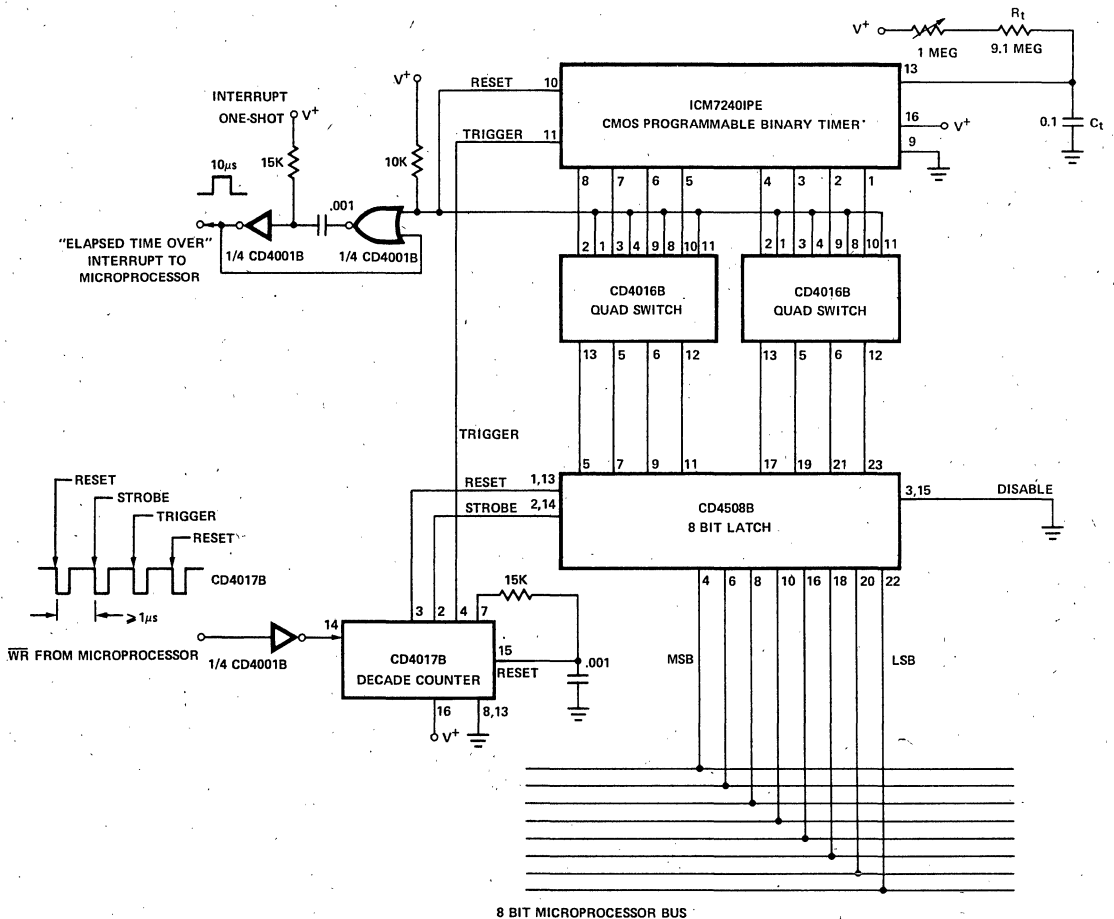 V+
1 MEG
Rt
9.1 MEG
13
ICM7240IPE
CMOS PROGRAMMABLE BINARY TIMER
RESET 10
TRIGGER 11
16 V+
9
0.1 Ct
V+
INTERRUPT
ONE-SHOT
V+
15K
10K
10μs
.001
"ELAPSED TIME OVER"
INTERRUPT TO
MICROPROCESSOR
1/4 CD4001B
1/4 CD4001B
8 7 6 5 4 3 2 1
2 1 3 4 9 8 10 11
2 1 3 4 9 8 10 11
CD4016B
QUAD SWITCH
CD4016B
QUAD SWITCH
13 5 6 12
13 5 6 12
TRIGGER
5 7 9 11 17 19 21 23
RESET 1,13
STROBE 2,14
CD4508B
8 BIT LATCH
3,15 DISABLE
4 6 8 10 16 18 20 22
RESET
STROBE
TRIGGER
RESET
CD4017B
⩾ 1μs
15K
3 2 4 7
14
WR FROM MICROPROCESSOR
1/4 CD4001B
CD4017B
DECADE COUNTER
15
RESET
.001
16
8,13
V+
MSB
LSB
8 BIT MICROPROCESSOR BUS